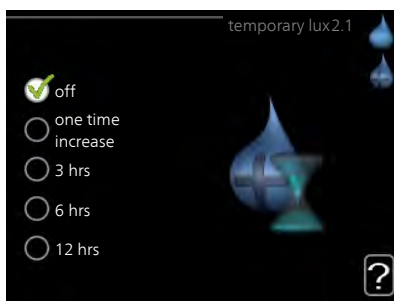 temporary lux2.1
off
one time
increase
3 hrs
6 hrs
12 hrs
?